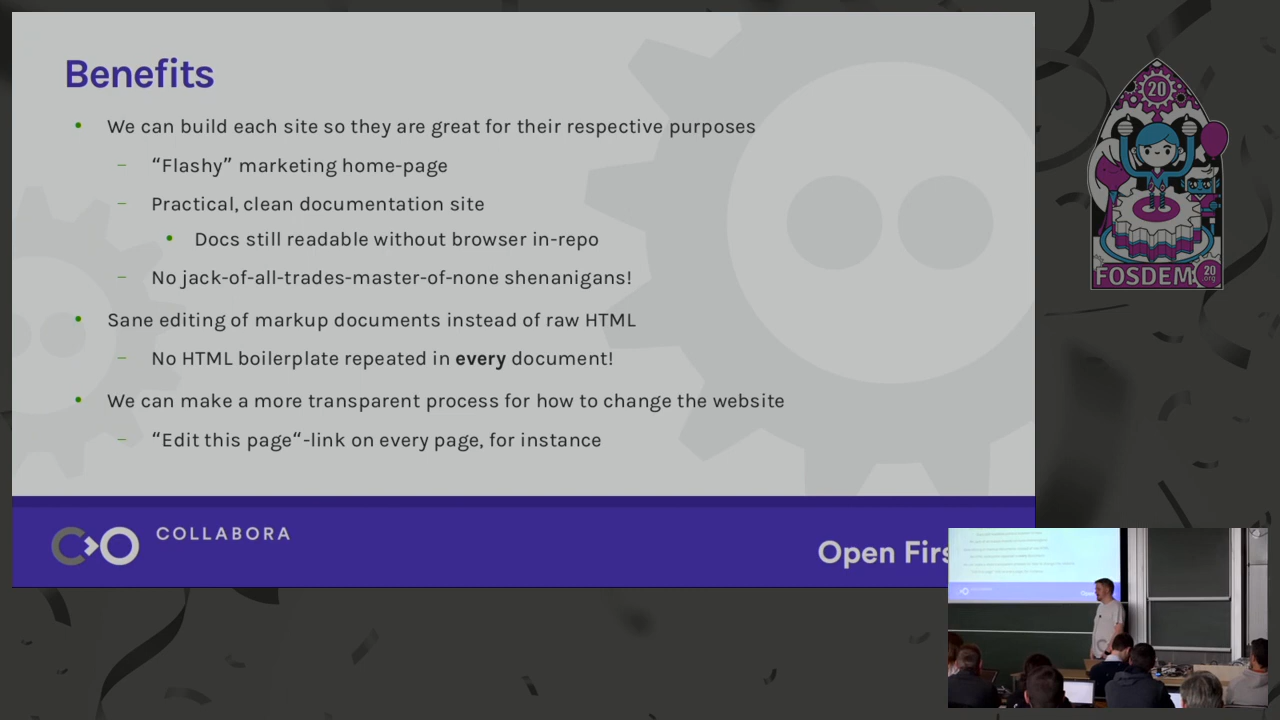 Benefits
• We can build each site so they are great for their respective purposes
– “Flashy” marketing home-page
– Practical, clean documentation site
• Docs still readable without browser in-repo
– No jack-of-all-trades-master-of-none shenanigans!
• Sane editing of markup documents instead of raw HTML
– No HTML boilerplate repeated in every document!
• We can make a more transparent process for how to change the website
– “Edit this page“-link on every page, for instance
COLLABORA
Open Firs
20
FOSDEM
20
.org